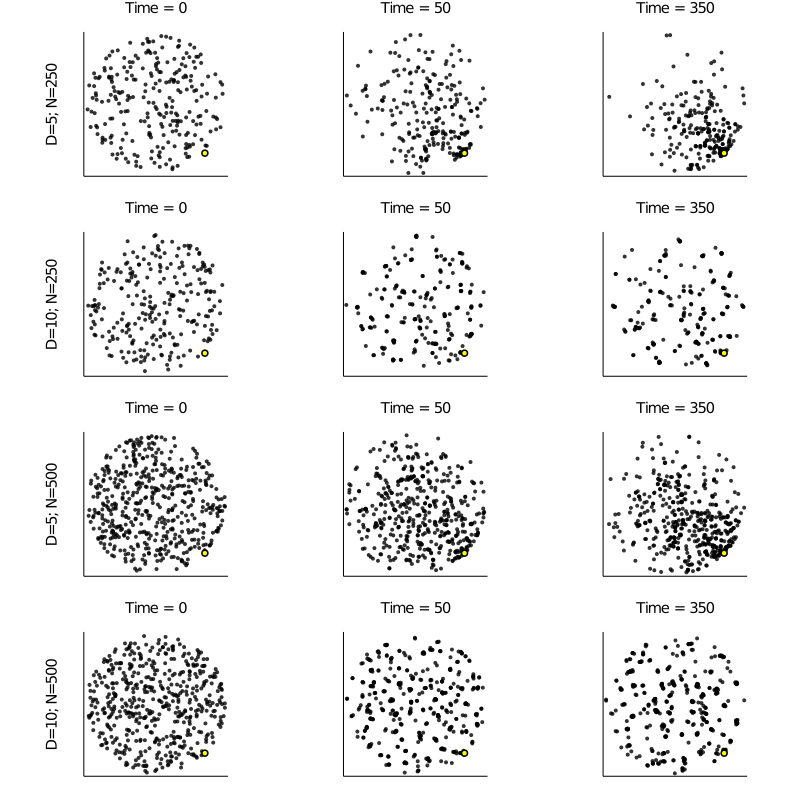 Time = 0
Time = 50
Time = 350
D=5; N=250
Time = 0
Time = 50
Time = 350
D=10; N=250
Time = 0
Time = 50
Time = 350
D=5; N=500
Time = 0
Time = 50
Time = 350
D=10; N=500